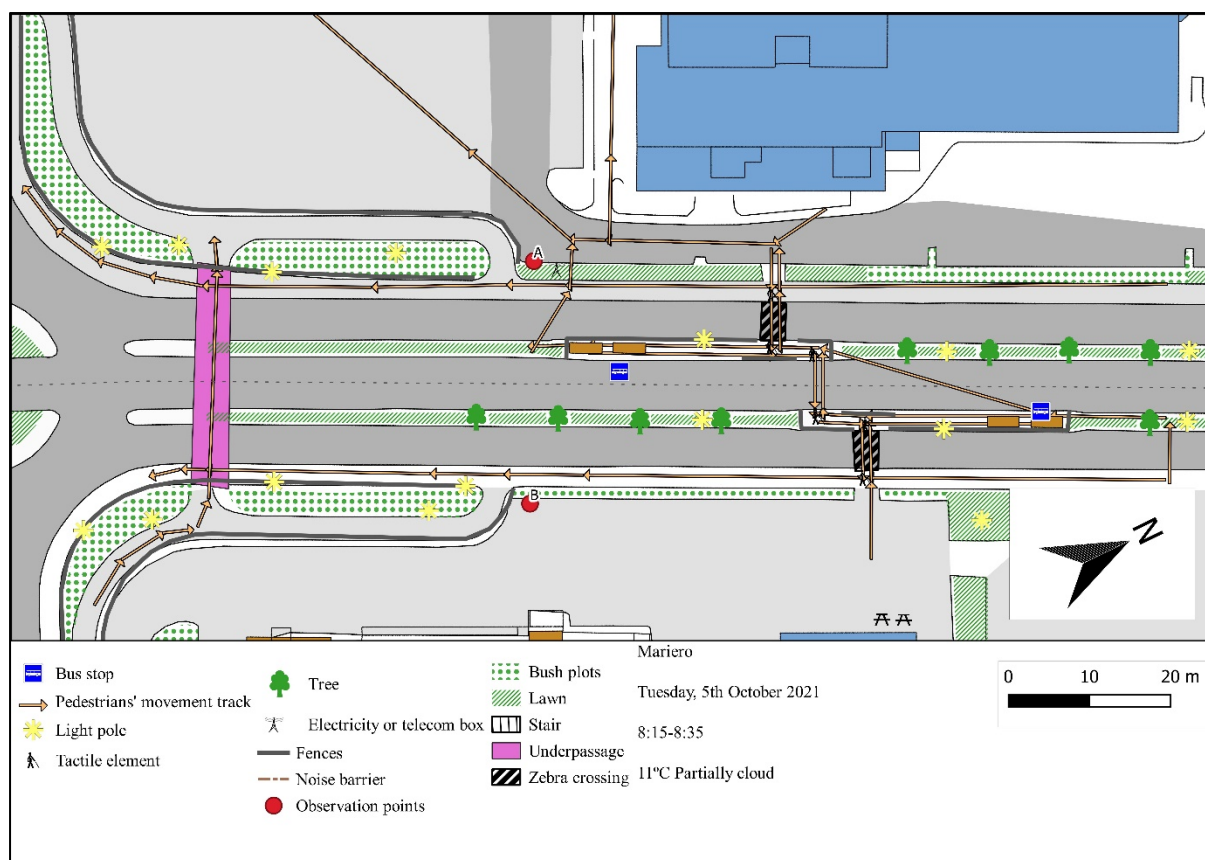 A
B
N
Bus stop
Pedestrians' movement track
Light pole
Tactile element
Tree
Electricity or telecom box
Fences
Noise barrier
Observation points
Bush plots
Lawn
Stair
Underpassage
Zebra crossing
Mariero
Tuesday, 5th October 2021
8:15-8:35
11°C Partially cloud
0 10 20 m